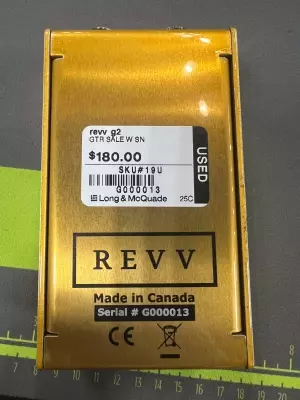 revv g2
GTR SALE W SN
$180.00
USED
SKU#19U
G000013
Long & McQuade
25C
REVV
Made in Canada
Serial # G000013
CE